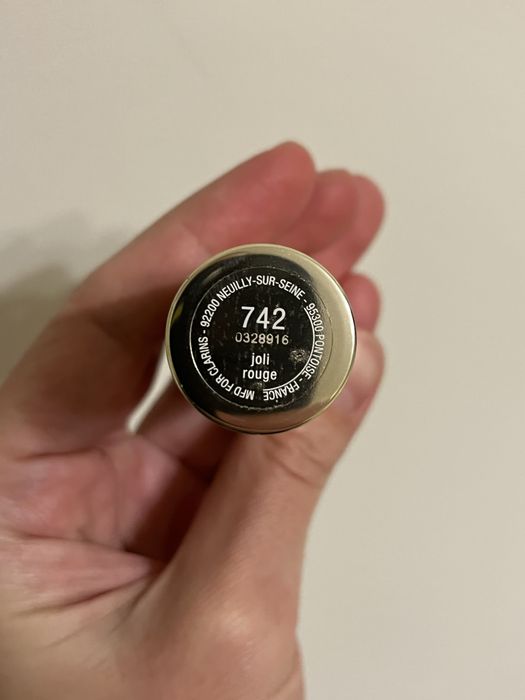 742
0328916
joli
rouge
MFD FOR CLARINS - 92200 NEUILLY-SUR-SEINE - 95300 PONTOISE - FRANCE